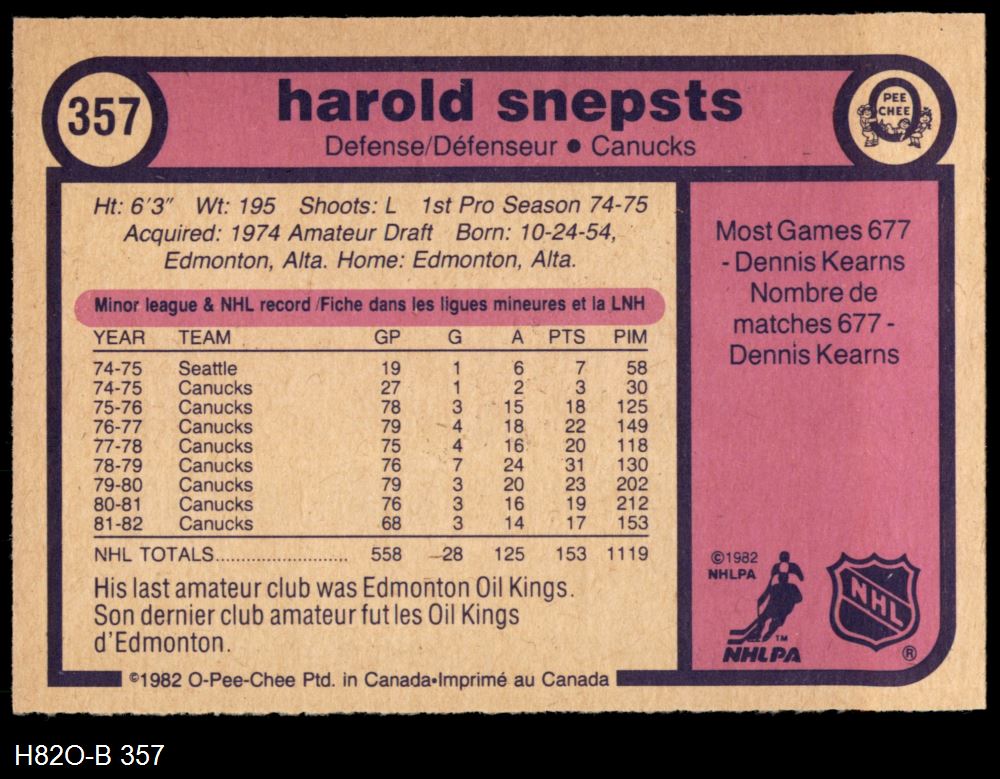 357
harold snepsts
Defense/Défenseur ● Canucks
PEE
CHEE
Ht: 6'3" Wt: 195 Shoots: L 1st Pro Season 74-75
Acquired: 1974 Amateur Draft Born: 10-24-54,
Edmonton, Alta. Home: Edmonton, Alta.
Minor league & NHL record /Fiche dans les ligues mineures et la LNH
YEAR TEAM GP G A PTS PIM
74-75 Seattle 19 1 6 7 58
74-75 Canucks 27 1 2 3 30
75-76 Canucks 78 3 15 18 125
76-77 Canucks 79 4 18 22 149
77-78 Canucks 75 4 16 20 118
78-79 Canucks 76 7 24 31 130
79-80 Canucks 79 3 20 23 202
80-81 Canucks 76 3 16 19 212
81-82 Canucks 68 3 14 17 153
NHL TOTALS...................... 558 28 125 153 1119
His last amateur club was Edmonton Oil Kings.
Son dernier club amateur fut les Oil Kings
d'Edmonton.
©1982 O-Pee-Chee Ptd. in Canada•Imprimé au Canada
Most Games 677
- Dennis Kearns
Nombre de
matches 677 -
Dennis Kearns
©1982
NHLPA
TM
NHLPA
NHL
®
H82O-B 357